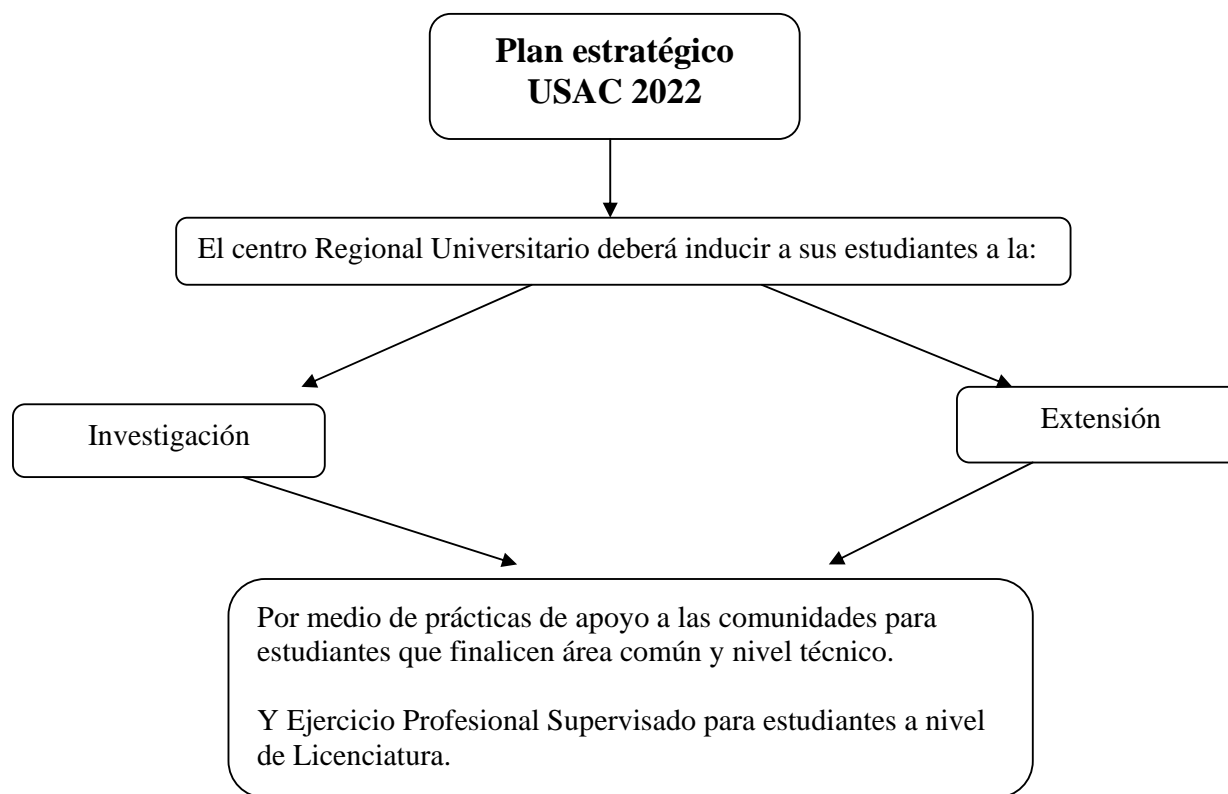 Plan estratégico
USAC 2022
El centro Regional Universitario deberá inducir a sus estudiantes a la:
Investigación
Extensión
Por medio de prácticas de apoyo a las comunidades para
estudiantes que finalicen área común y nivel técnico.
Y Ejercicio Profesional Supervisado para estudiantes a nivel
de Licenciatura.